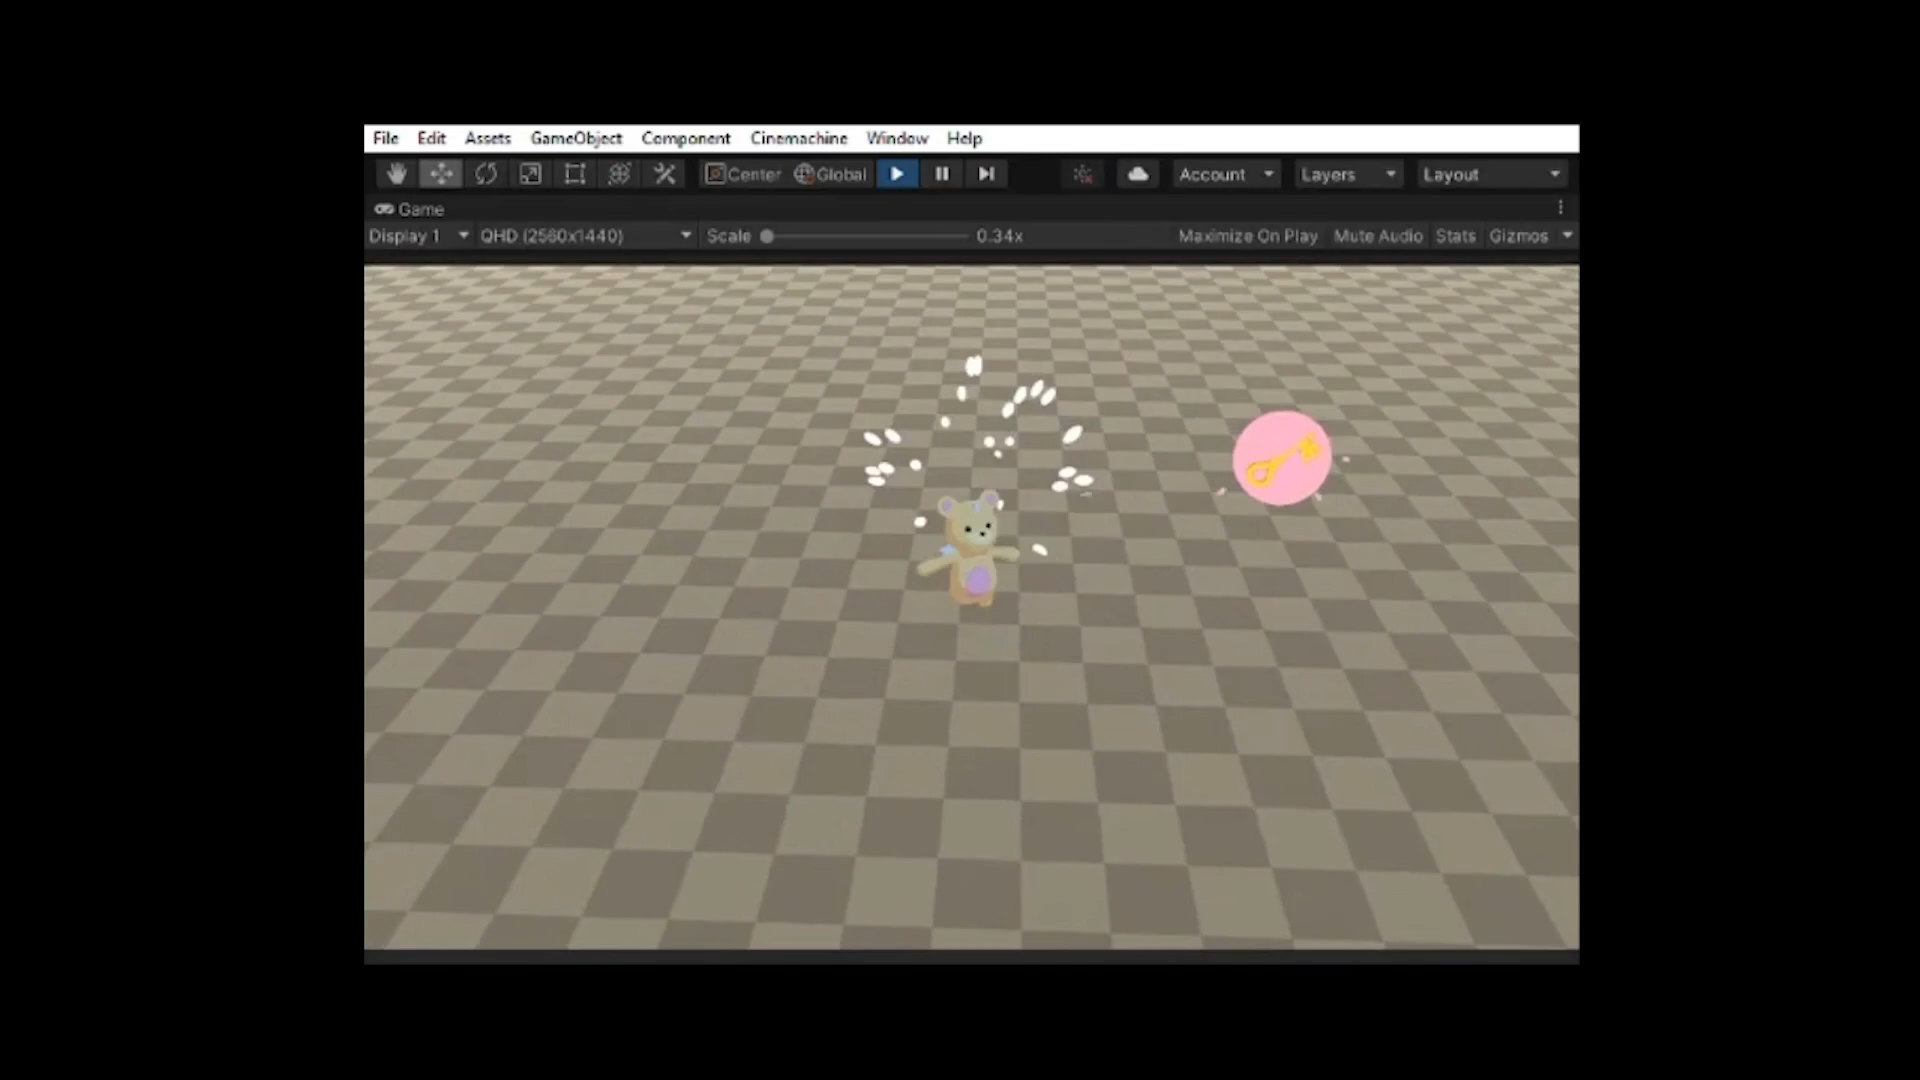 File Edit Assets GameObject Component Cinemachine Window Help
Center Global Account Layers Layout
Game
Display 1 QHD (2560x1440) Scale 0.34x Maximize On Play Mute Audio Stats Gizmos